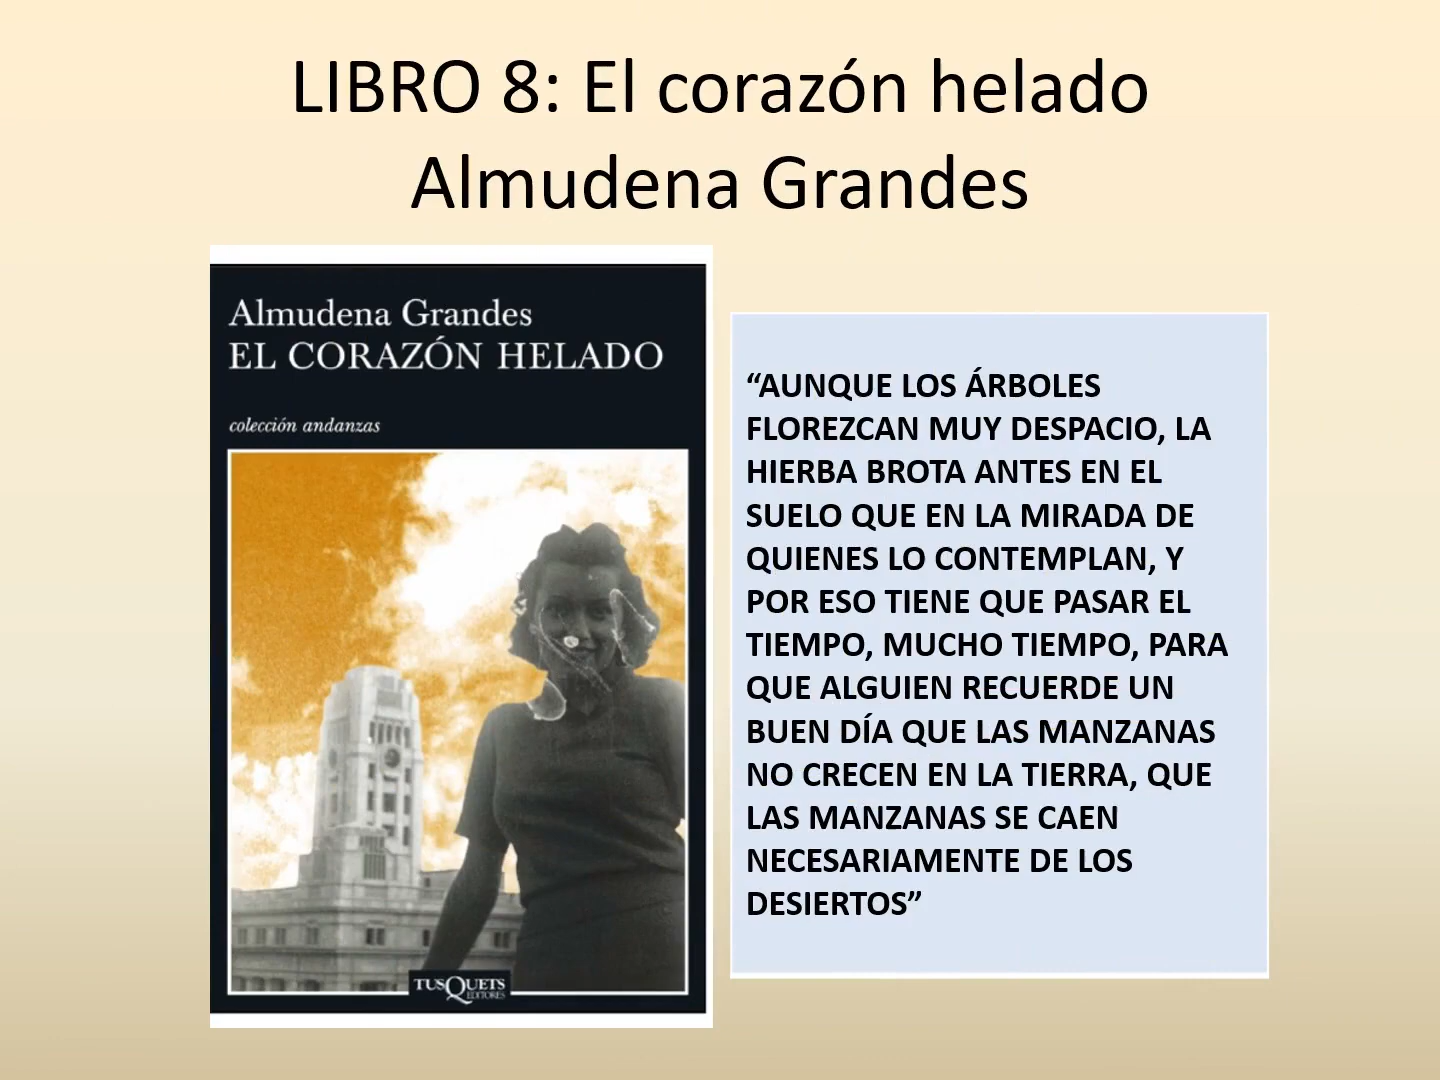 LIBRO 8: El corazón helado
Almudena Grandes
Almudena Grandes
EL CORAZÓN HELADO
colección andanzas
TUSQUETS
EDITORES
“AUNQUE LOS ÁRBOLES
FLOREZCAN MUY DESPACIO, LA
HIERBA BROTA ANTES EN EL
SUELO QUE EN LA MIRADA DE
QUIENES LO CONTEMPLAN, Y
POR ESO TIENE QUE PASAR EL
TIEMPO, MUCHO TIEMPO, PARA
QUE ALGUIEN RECUERDE UN
BUEN DÍA QUE LAS MANZANAS
NO CRECEN EN LA TIERRA, QUE
LAS MANZANAS SE CAEN
NECESARIAMENTE DE LOS
DESIERTOS”